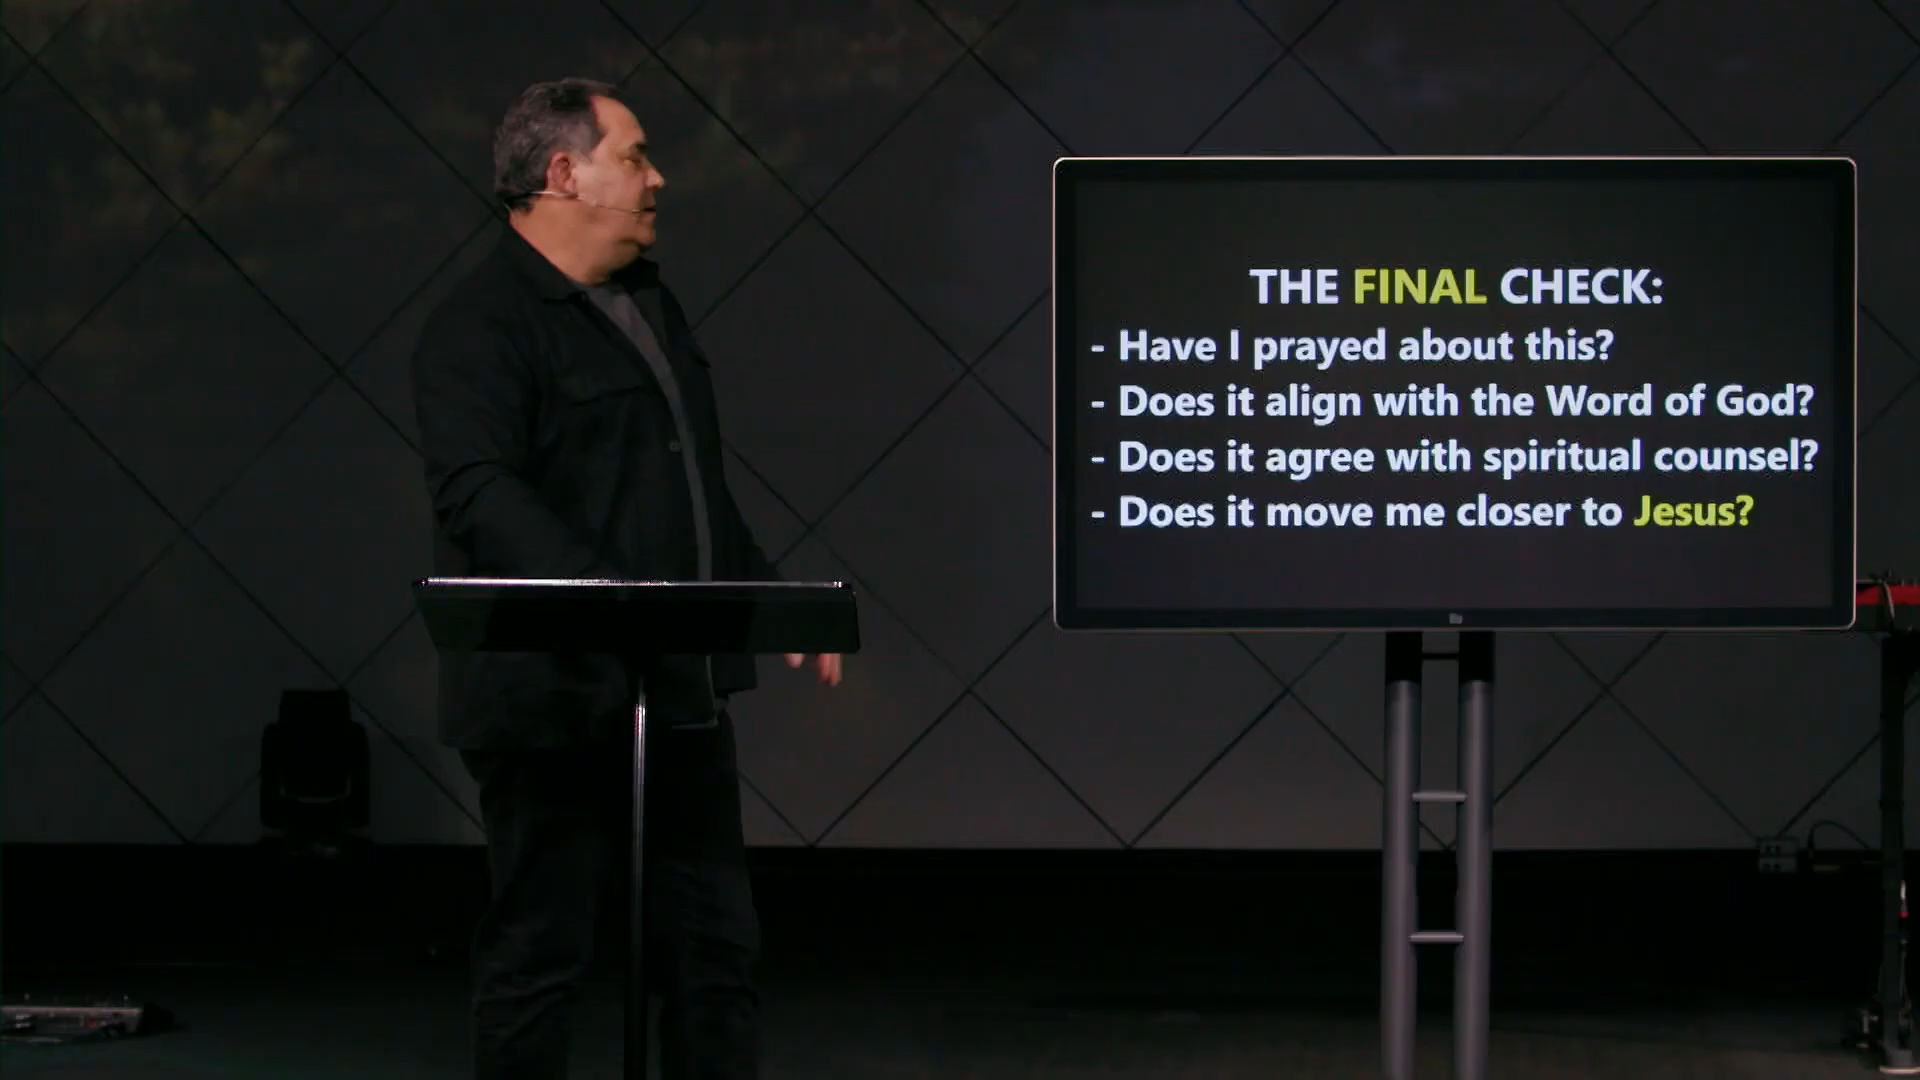 THE FINAL CHECK:
- Have I prayed about this?
- Does it align with the Word of God?
- Does it agree with spiritual counsel?
- Does it move me closer to Jesus?